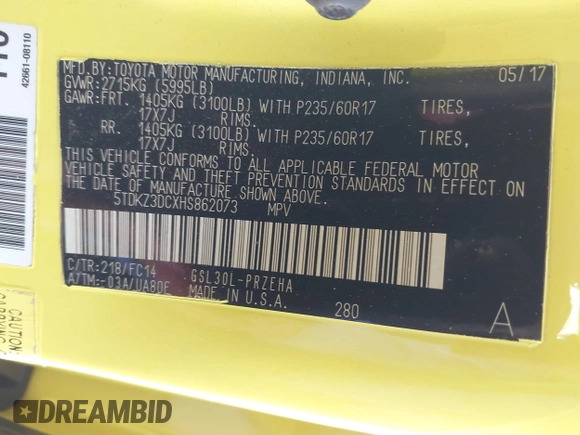 MFD.BY:TOYOTA MOTOR MANUFACTURING, INDIANA, INC. 05/17
GVWR:2715KG (5995LB)
GAWR:FRT. 1405KG (3100LB) WITH P235/60R17 TIRES,
17X7J RIMS.
RR. 1405KG (3100LB) WITH P235/60R17 TIRES,
17X7J RIMS.
THIS VEHICLE CONFORMS TO ALL APPLICABLE FEDERAL MOTOR
VEHICLE SAFETY AND THEFT PREVENTION STANDARDS IN EFFECT ON
THE DATE OF MANUFACTURE SHOWN ABOVE.
5TDKZ3DCXHS862073 MPV
C/TR:218/FC14 GSL30L-PRZEHA
A/TM:-03A/UA80E MADE IN U.S.A. 280 A
42661-08110
CAUTION:
DREAMBID